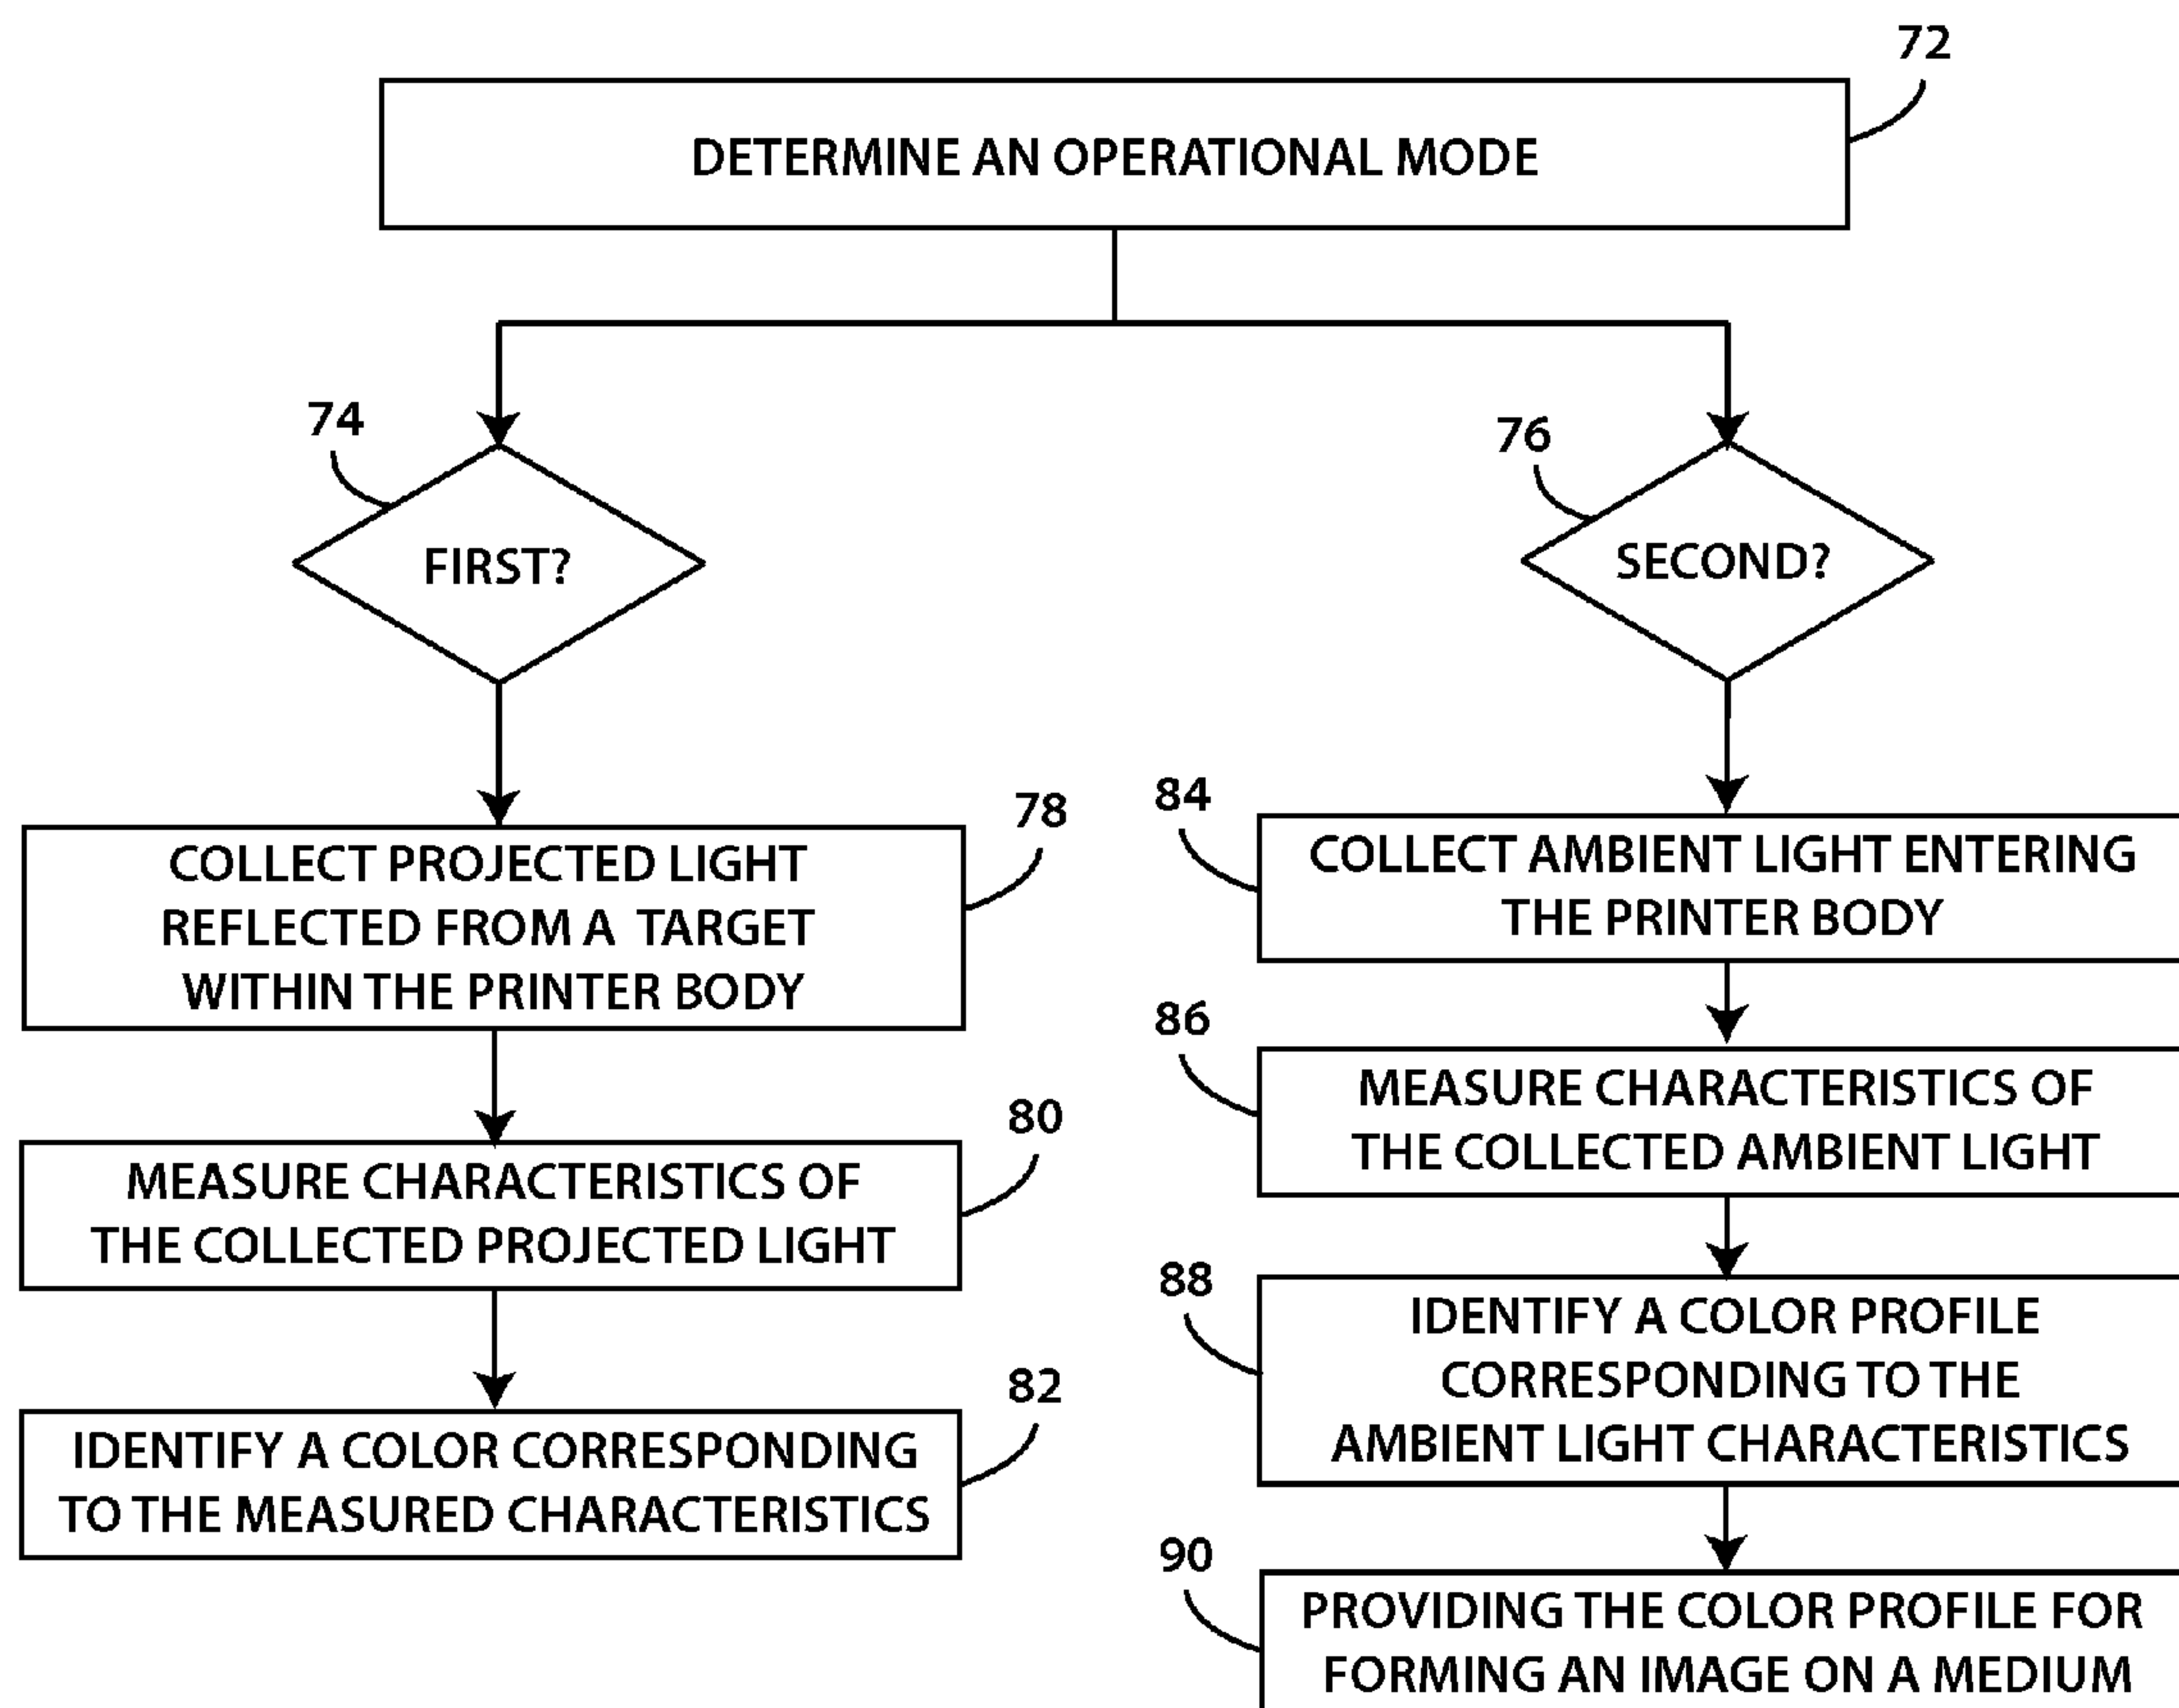 72
DETERMINE AN OPERATIONAL MODE
74
FIRST?
76
SECOND?
78
COLLECT PROJECTED LIGHT
REFLECTED FROM A TARGET
WITHIN THE PRINTER BODY
80
MEASURE CHARACTERISTICS OF
THE COLLECTED PROJECTED LIGHT
82
IDENTIFY A COLOR CORRESPONDING
TO THE MEASURED CHARACTERISTICS
84
COLLECT AMBIENT LIGHT ENTERING
THE PRINTER BODY
86
MEASURE CHARACTERISTICS OF
THE COLLECTED AMBIENT LIGHT
88
IDENTIFY A COLOR PROFILE
CORRESPONDING TO THE
AMBIENT LIGHT CHARACTERISTICS
90
PROVIDING THE COLOR PROFILE FOR
FORMING AN IMAGE ON A MEDIUM